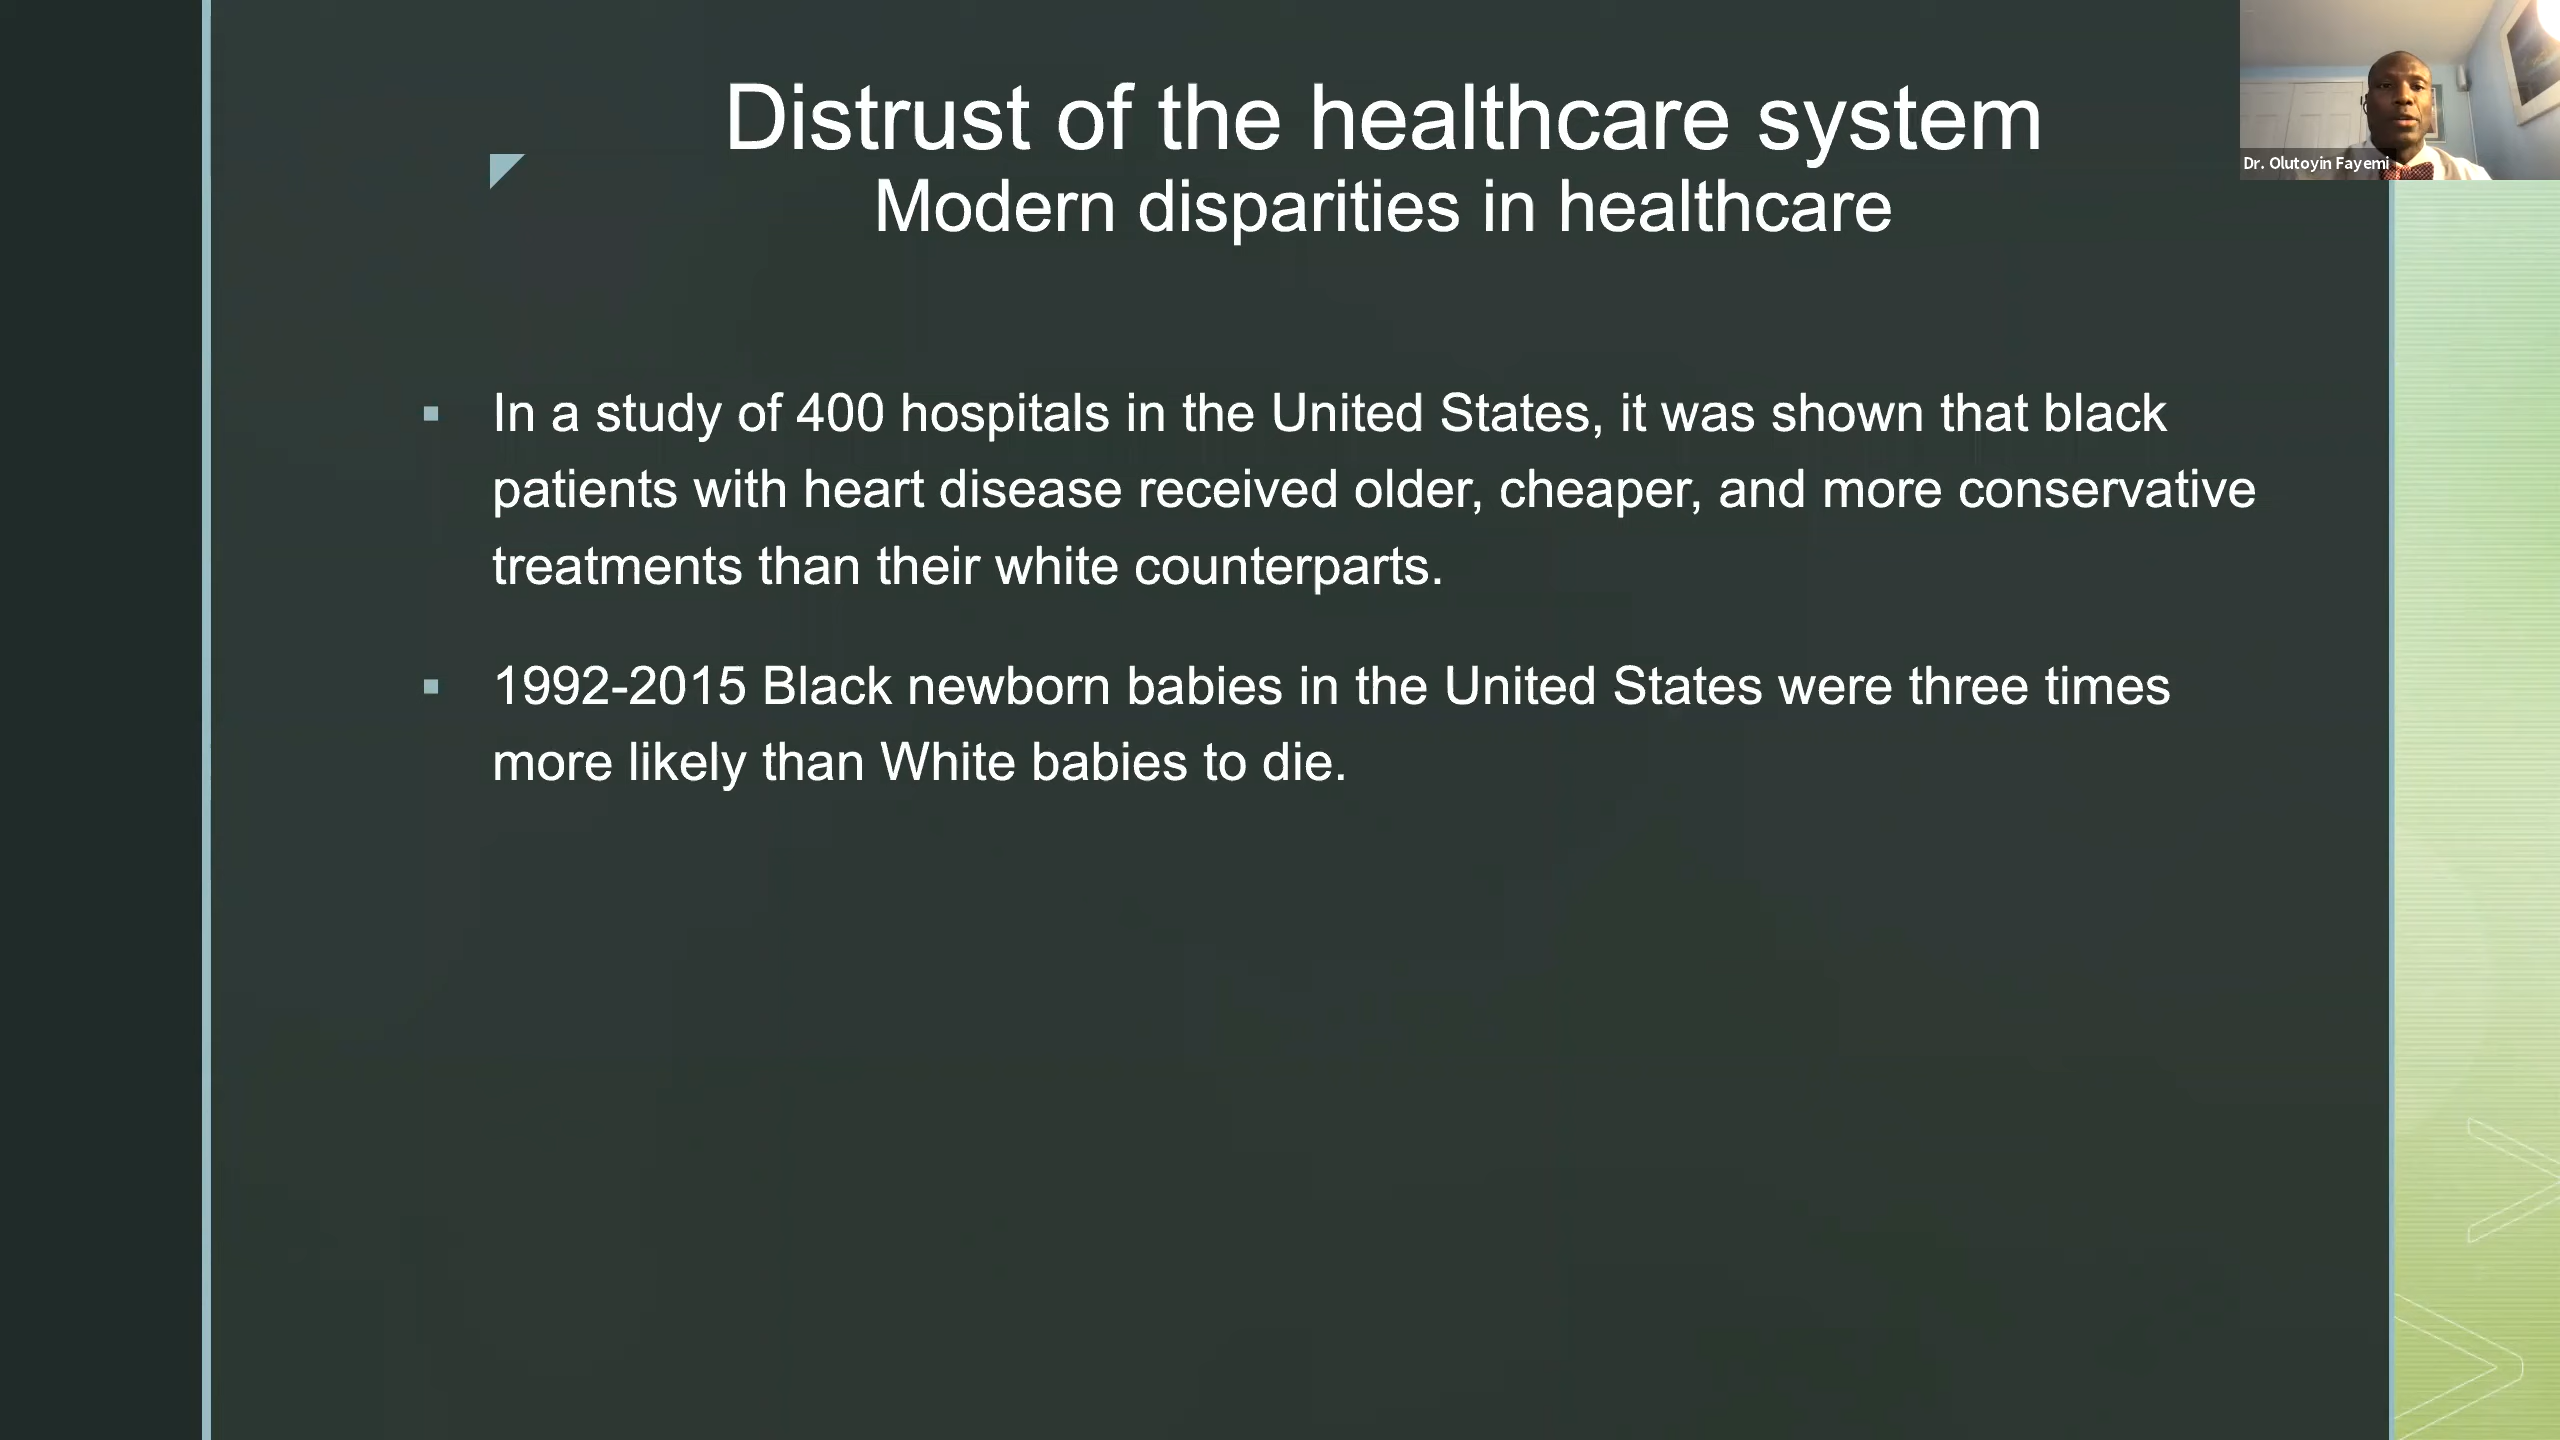 Distrust of the healthcare system
Modern disparities in healthcare
Dr. Olutoyin Fayemi
In a study of 400 hospitals in the United States, it was shown that black
patients with heart disease received older, cheaper, and more conservative
treatments than their white counterparts.
1992-2015 Black newborn babies in the United States were three times
more likely than White babies to die.